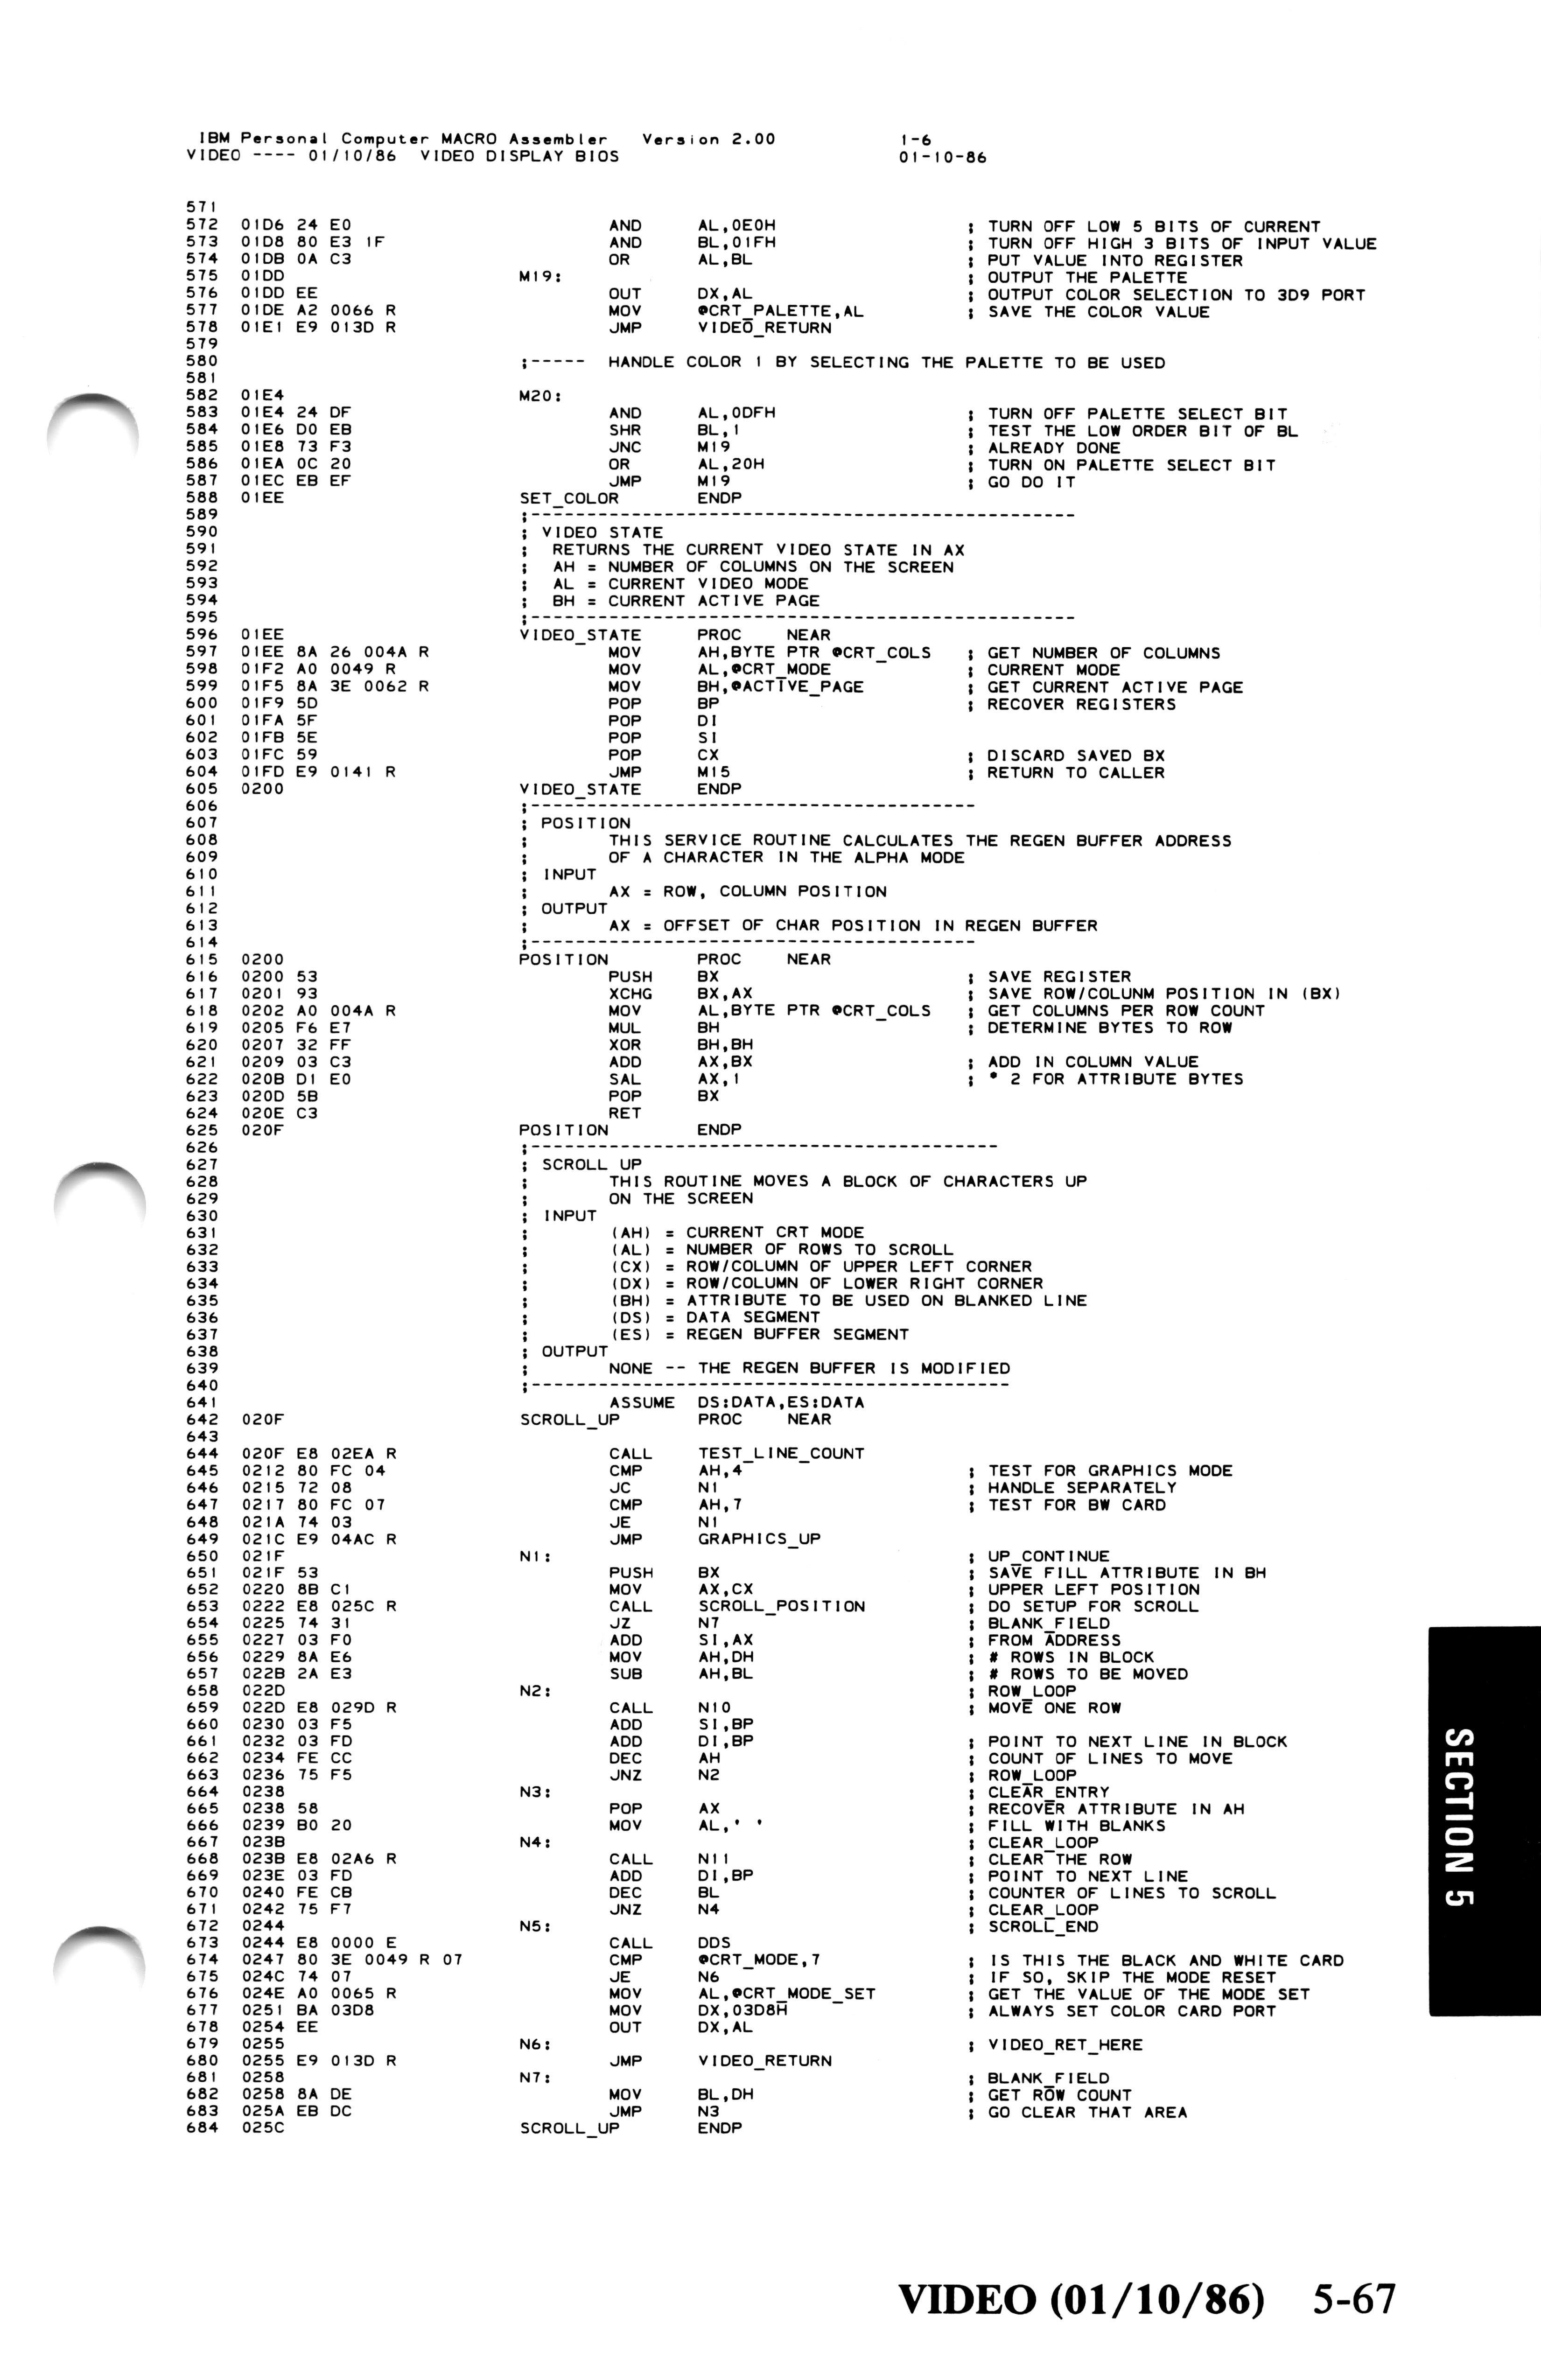 IBM Personal Computer MACRO Assembler   Version 2.00          1-6
VIDEO ---- 01/10/86  VIDEO DISPLAY BIOS                       01-10-86
571
572  01D6 24 E0                    AND     AL,0E0H                 ; TURN OFF LOW 5 BITS OF CURRENT
573  01D8 80 E3 1F                 AND     BL,01FH                 ; TURN OFF HIGH 3 BITS OF INPUT VALUE
574  01DB 0A C3                    OR      AL,BL                   ; PUT VALUE INTO REGISTER
575  01DD                  M19:                                    ; OUTPUT THE PALETTE
576  01DD EE                       OUT     DX,AL                   ; OUTPUT COLOR SELECTION TO 3D9 PORT
577  01DE A2 0066 R                MOV     @CRT_PALETTE,AL         ; SAVE THE COLOR VALUE
578  01E1 E9 013D R                JMP     VIDEO_RETURN
579
580                        ;-----  HANDLE COLOR 1 BY SELECTING THE PALETTE TO BE USED
581
582  01E4                  M20:
583  01E4 24 DF                    AND     AL,0DFH                 ; TURN OFF PALETTE SELECT BIT
584  01E6 D0 EB                    SHR     BL,1                    ; TEST THE LOW ORDER BIT OF BL
585  01E8 73 F3                    JNC     M19                     ; ALREADY DONE
586  01EA 0C 20                    OR      AL,20H                  ; TURN ON PALETTE SELECT BIT
587  01EC EB EF                    JMP     M19                     ; GO DO IT
588  01EE                  SET_COLOR       ENDP
589                        ;-------------------------------------------------
590                        ; VIDEO STATE
591                        ;  RETURNS THE CURRENT VIDEO STATE IN AX
592                        ;  AH = NUMBER OF COLUMNS ON THE SCREEN
593                        ;  AL = CURRENT VIDEO MODE
594                        ;  BH = CURRENT ACTIVE PAGE
595                        ;-------------------------------------------------
596  01EE                  VIDEO_STATE     PROC    NEAR
597  01EE 8A 26 004A R             MOV     AH,BYTE PTR @CRT_COLS   ; GET NUMBER OF COLUMNS
598  01F2 A0 0049 R                MOV     AL,@CRT_MODE            ; CURRENT MODE
599  01F5 8A 3E 0062 R             MOV     BH,@ACTIVE_PAGE         ; GET CURRENT ACTIVE PAGE
600  01F9 5D                       POP     BP                      ; RECOVER REGISTERS
601  01FA 5F                       POP     DI
602  01FB 5E                       POP     SI
603  01FC 59                       POP     CX                      ; DISCARD SAVED BX
604  01FD E9 0141 R                JMP     M15                     ; RETURN TO CALLER
605  0200                  VIDEO_STATE     ENDP
606                        ;----------------------------------------
607                        ; POSITION
608                        ;       THIS SERVICE ROUTINE CALCULATES THE REGEN BUFFER ADDRESS
609                        ;       OF A CHARACTER IN THE ALPHA MODE
610                        ; INPUT
611                        ;       AX = ROW, COLUMN POSITION
612                        ; OUTPUT
613                        ;       AX = OFFSET OF CHAR POSITION IN REGEN BUFFER
614                        ;----------------------------------------
615  0200                  POSITION        PROC    NEAR
616  0200 53                       PUSH    BX                      ; SAVE REGISTER
617  0201 93                       XCHG    BX,AX                   ; SAVE ROW/COLUNM POSITION IN (BX)
618  0202 A0 004A R                MOV     AL,BYTE PTR @CRT_COLS   ; GET COLUMNS PER ROW COUNT
619  0205 F6 E7                    MUL     BH                      ; DETERMINE BYTES TO ROW
620  0207 32 FF                    XOR     BH,BH
621  0209 03 C3                    ADD     AX,BX                   ; ADD IN COLUMN VALUE
622  020B D1 E0                    SAL     AX,1                    ; * 2 FOR ATTRIBUTE BYTES
623  020D 5B                       POP     BX
624  020E C3                       RET
625  020F                  POSITION        ENDP
626                        ;------------------------------------------
627                        ; SCROLL UP
628                        ;       THIS ROUTINE MOVES A BLOCK OF CHARACTERS UP
629                        ;       ON THE SCREEN
630                        ; INPUT
631                        ;       (AH) = CURRENT CRT MODE
632                        ;       (AL) = NUMBER OF ROWS TO SCROLL
633                        ;       (CX) = ROW/COLUMN OF UPPER LEFT CORNER
634                        ;       (DX) = ROW/COLUMN OF LOWER RIGHT CORNER
635                        ;       (BH) = ATTRIBUTE TO BE USED ON BLANKED LINE
636                        ;       (DS) = DATA SEGMENT
637                        ;       (ES) = REGEN BUFFER SEGMENT
638                        ; OUTPUT
639                        ;       NONE -- THE REGEN BUFFER IS MODIFIED
640                        ;-------------------------------------------
641                                ASSUME  DS:DATA,ES:DATA
642  020F                  SCROLL_UP       PROC    NEAR
643
644  020F E8 02EA R                CALL    TEST_LINE_COUNT
645  0212 80 FC 04                 CMP     AH,4                    ; TEST FOR GRAPHICS MODE
646  0215 72 08                    JC      N1                      ; HANDLE SEPARATELY
647  0217 80 FC 07                 CMP     AH,7                    ; TEST FOR BW CARD
648  021A 74 03                    JE      N1
649  021C E9 04AC R                JMP     GRAPHICS_UP
650  021F                  N1:                                     ; UP_CONTINUE
651  021F 53                       PUSH    BX                      ; SAVE FILL ATTRIBUTE IN BH
652  0220 8B C1                    MOV     AX,CX                   ; UPPER LEFT POSITION
653  0222 E8 025C R                CALL    SCROLL_POSITION         ; DO SETUP FOR SCROLL
654  0225 74 31                    JZ      N7                      ; BLANK_FIELD
655  0227 03 F0                    ADD     SI,AX                   ; FROM ADDRESS
656  0229 8A E6                    MOV     AH,DH                   ; # ROWS IN BLOCK
657  022B 2A E3                    SUB     AH,BL                   ; # ROWS TO BE MOVED
658  022D                  N2:                                     ; ROW_LOOP
659  022D E8 029D R                CALL    N10                     ; MOVE ONE ROW
660  0230 03 F5                    ADD     SI,BP
661  0232 03 FD                    ADD     DI,BP                   ; POINT TO NEXT LINE IN BLOCK
662  0234 FE CC                    DEC     AH                      ; COUNT OF LINES TO MOVE
663  0236 75 F5                    JNZ     N2                      ; ROW_LOOP
664  0238                  N3:                                     ; CLEAR_ENTRY
665  0238 58                       POP     AX                      ; RECOVER ATTRIBUTE IN AH
666  0239 B0 20                    MOV     AL,' '                  ; FILL WITH BLANKS
667  023B                  N4:                                     ; CLEAR_LOOP
668  023B E8 02A6 R                CALL    N11                     ; CLEAR THE ROW
669  023E 03 FD                    ADD     DI,BP                   ; POINT TO NEXT LINE
670  0240 FE CB                    DEC     BL                      ; COUNTER OF LINES TO SCROLL
671  0242 75 F7                    JNZ     N4                      ; CLEAR_LOOP
672  0244                  N5:                                     ; SCROLL_END
673  0244 E8 0000 E                CALL    DDS
674  0247 80 3E 0049 R 07          CMP     @CRT_MODE,7             ; IS THIS THE BLACK AND WHITE CARD
675  024C 74 07                    JE      N6                      ; IF SO, SKIP THE MODE RESET
676  024E A0 0065 R                MOV     AL,@CRT_MODE_SET        ; GET THE VALUE OF THE MODE SET
677  0251 BA 03D8                  MOV     DX,03D8H                ; ALWAYS SET COLOR CARD PORT
678  0254 EE                       OUT     DX,AL
679  0255                  N6:                                     ; VIDEO_RET_HERE
680  0255 E9 013D R                JMP     VIDEO_RETURN
681  0258                  N7:                                     ; BLANK_FIELD
682  0258 8A DE                    MOV     BL,DH                   ; GET ROW COUNT
683  025A EB DC                    JMP     N3                      ; GO CLEAR THAT AREA
684  025C                  SCROLL_UP       ENDP
SECTION 5
VIDEO (01/10/86)   5-67